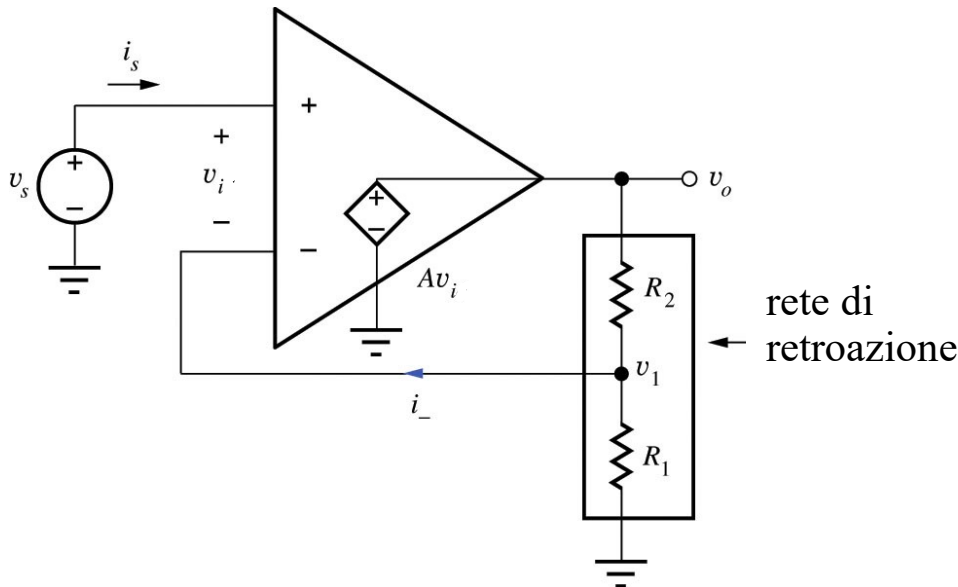 i_s
+
+
+
v_s
v_i
+
v_o
−
−
−
−
Av_i
R_2
rete di
retroazione
v_1
i_−
R_1